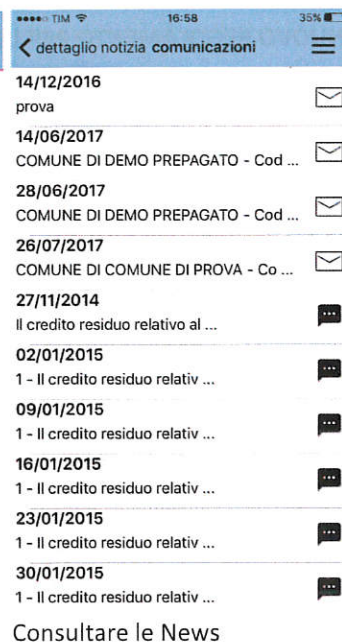 TIM 16:58 35%
dettaglio notizia comunicazioni
14/12/2016
prova
14/06/2017
COMUNE DI DEMO PREPAGATO - Cod ...
28/06/2017
COMUNE DI DEMO PREPAGATO - Cod ...
26/07/2017
COMUNE DI COMUNE DI PROVA - Co ...
27/11/2014
Il credito residuo relativo al ...
02/01/2015
1 - Il credito residuo relativ ...
09/01/2015
1 - Il credito residuo relativ ...
16/01/2015
1 - Il credito residuo relativ ...
23/01/2015
1 - Il credito residuo relativ ...
30/01/2015
1 - Il credito residuo relativ ...
Consultare le News